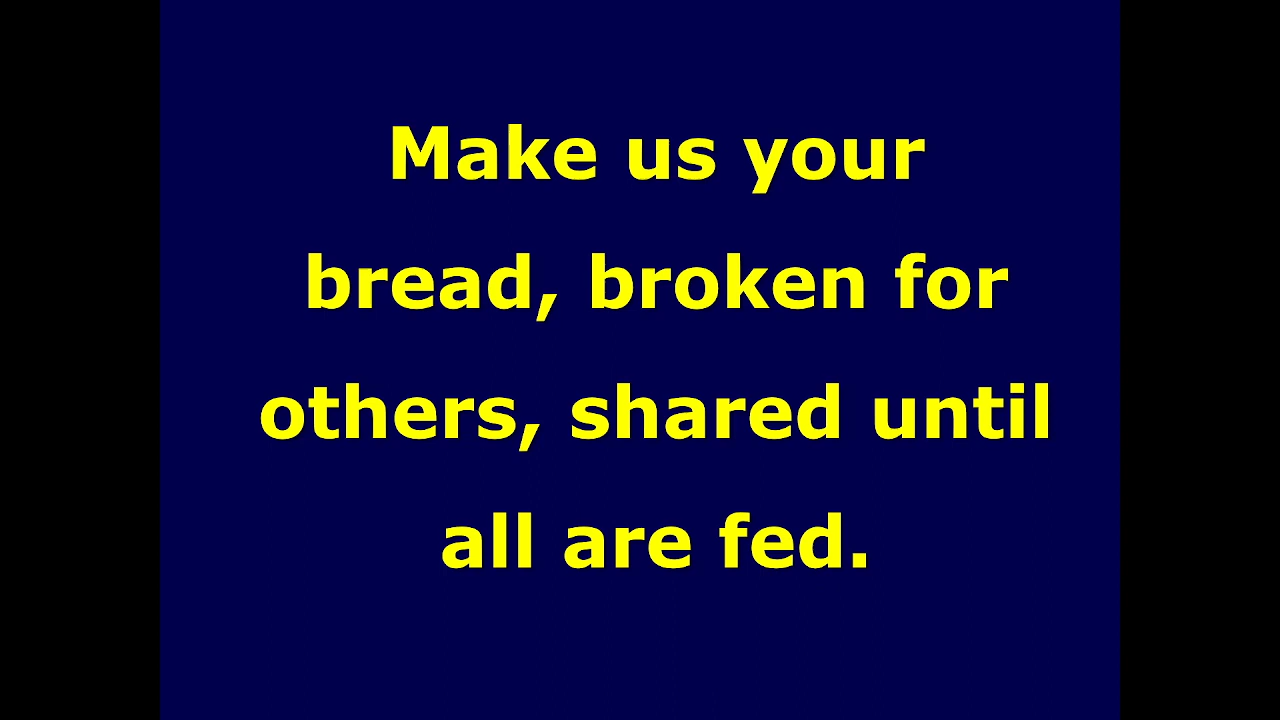 Make us your
bread, broken for
others, shared until
all are fed.